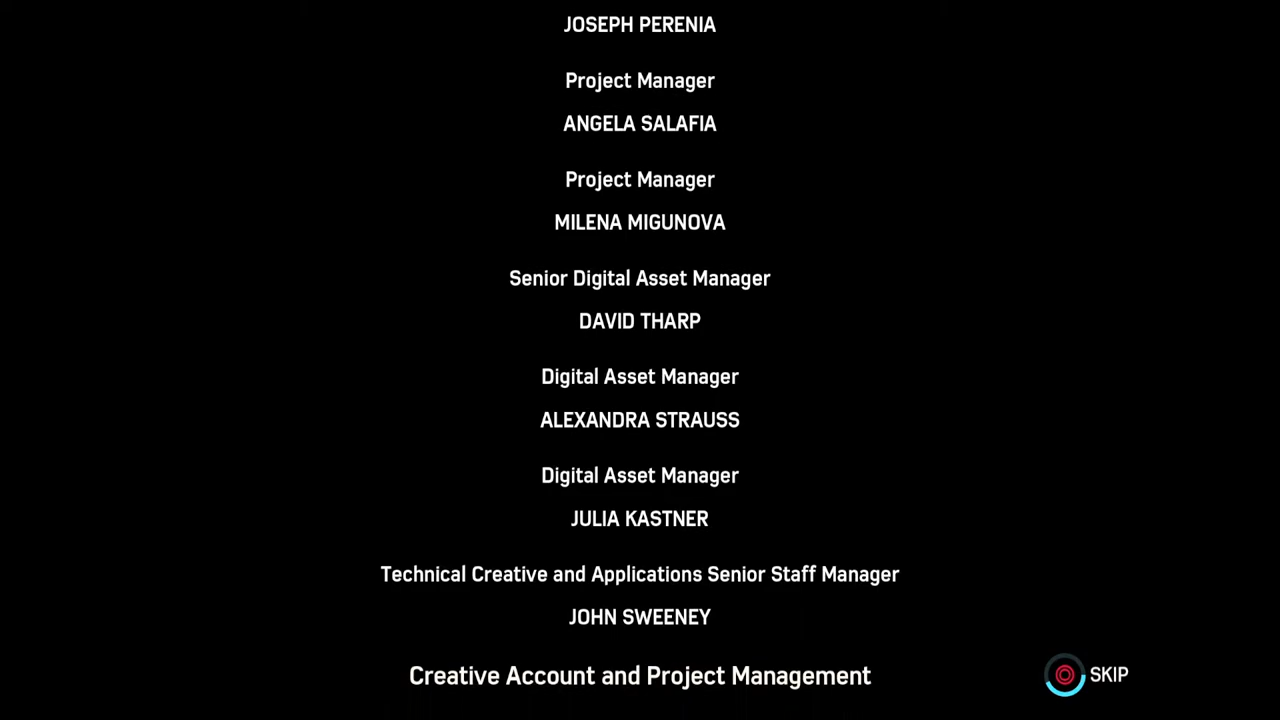 JOSEPH PERENIA
Project Manager
ANGELA SALAFIA
Project Manager
MILENA MIGUNOVA
Senior Digital Asset Manager
DAVID THARP
Digital Asset Manager
ALEXANDRA STRAUSS
Digital Asset Manager
JULIA KASTNER
Technical Creative and Applications Senior Staff Manager
JOHN SWEENEY
Creative Account and Project Management
SKIP